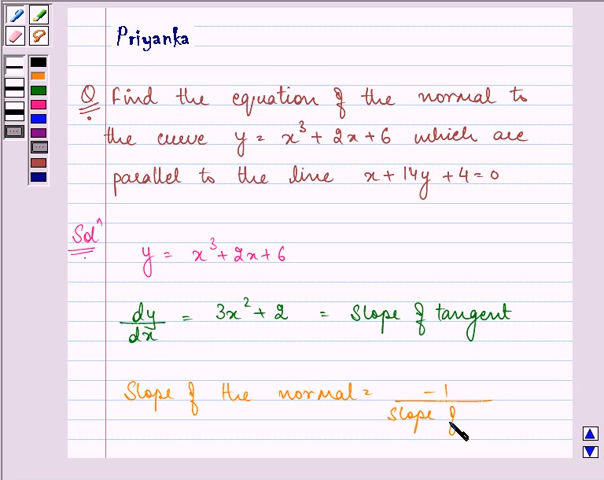 Priyanka
Q Find the equation of the normal to
the curve y = x³ + 2x + 6 which are
parallel to the line x + 14y + 4 = 0
Solⁿ
y = x³ + 2x + 6
dy/dx = 3x² + 2 = Slope of tangent
Slope of the normal = -1
slope of